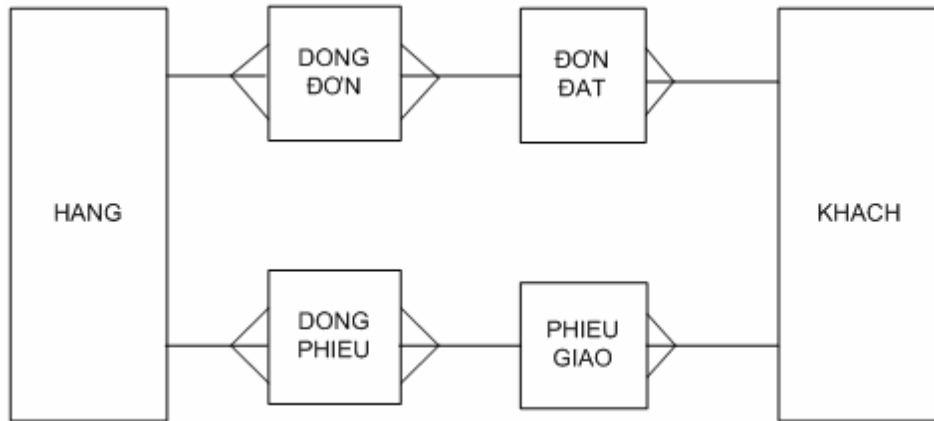 DONG
ĐƠN
ĐƠN
ĐAT
HANG
KHACH
DONG
PHIEU
PHIEU
GIAO